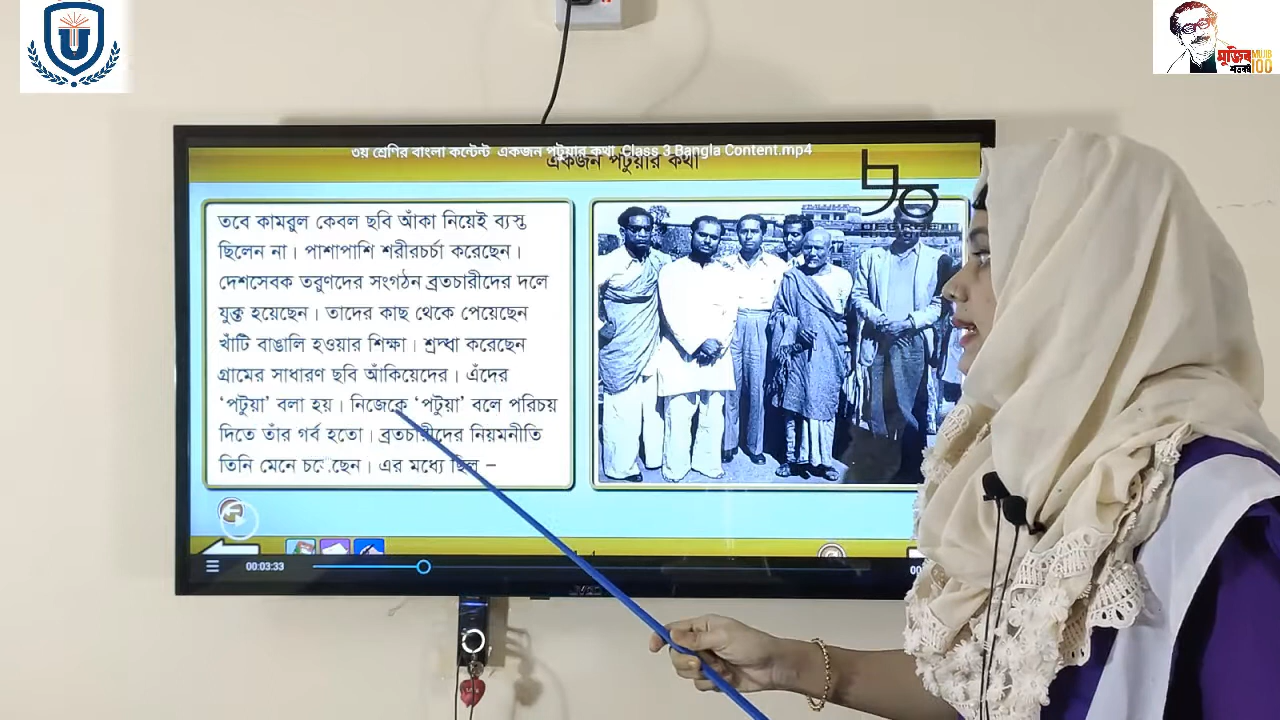 U
মুজিব
MUJIB
100
৩য় শ্রেণির বাংলা কন্টেন্ট একজন পটুয়ার কথা Class 3 Bangla Content.mp4
একজন পটুয়ার কথা
তবে কামরুল কেবল ছবি আঁকা নিয়েই ব্যস্ত
ছিলেন না। পাশাপাশি শরীরচর্চা করেছেন।
দেশসেবক তরুণদের সংগঠন ব্রতচারীদের দলে
যুক্ত হয়েছেন। তাদের কাছ থেকে পেয়েছেন
খাঁটি বাঙালি হওয়ার শিক্ষা। শ্রদ্ধা করেছেন
গ্রামের সাধারণ ছবি আঁকিয়েদের। এঁদের
‘পটুয়া’ বলা হয়। নিজেকে ‘পটুয়া’ বলে পরিচয়
দিতে তাঁর গর্ব হতো। ব্রতচারীদের নিয়মনীতি
তিনি মেনে চলেছেন। এর মধ্যে ছিল –
00:03:33